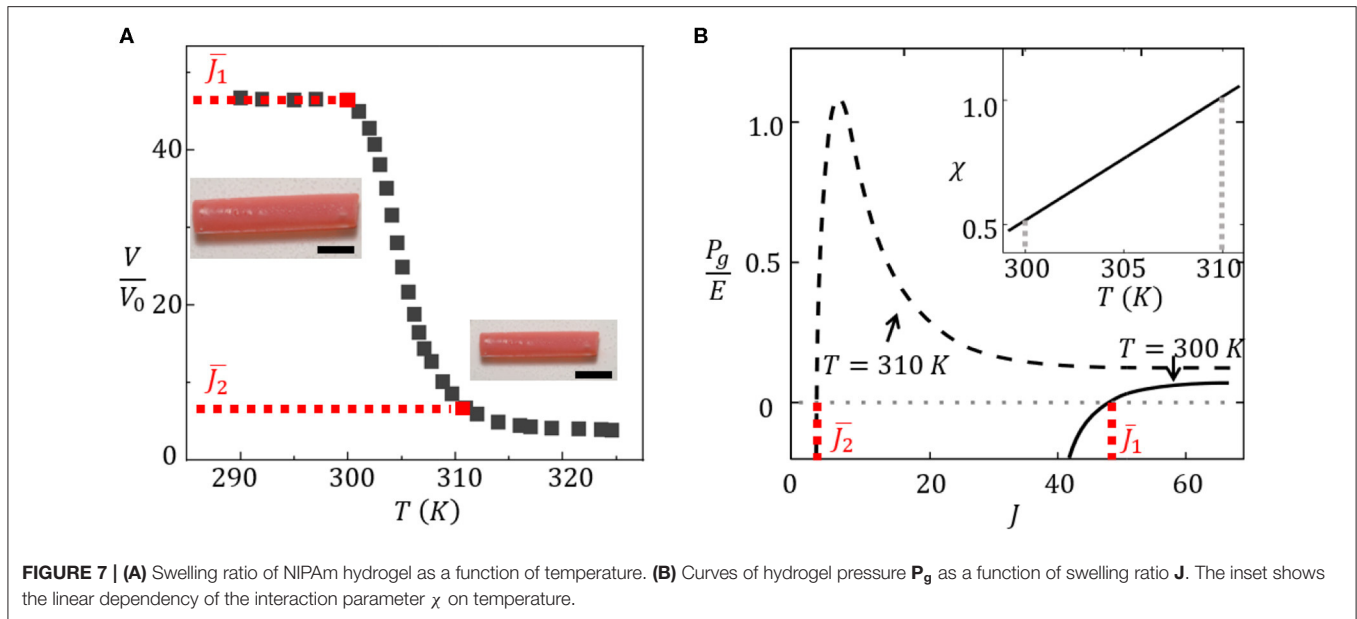 A
J̅₁
40
V/V₀
20
J̅₂
0
290 300 310 320
T (K)
B
1.0
0.5
P_g/E
0
T = 310 K
T = 300 K
J̅₂
J̅₁
0 20 40 60
J
1.0
χ
0.5
300 305 310
T (K)
FIGURE 7 | (A) Swelling ratio of NIPAm hydrogel as a function of temperature. (B) Curves of hydrogel pressure P_g as a function of swelling ratio J. The inset shows
the linear dependency of the interaction parameter χ on temperature.